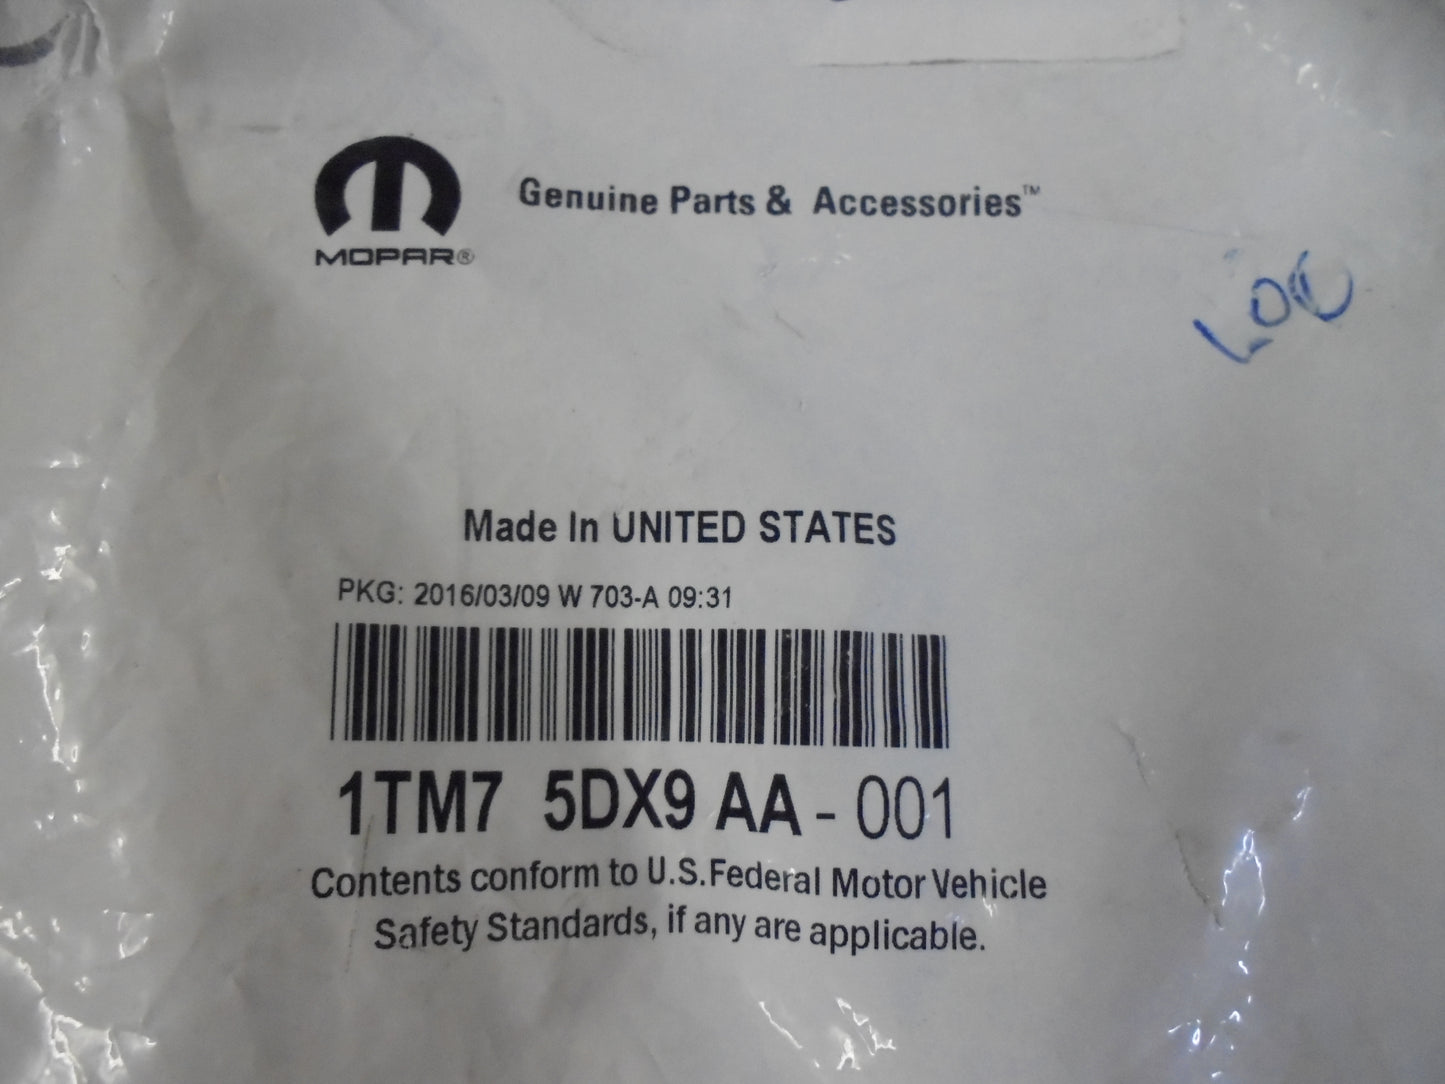 MOPAR®
Genuine Parts & Accessories™
Made In UNITED STATES
PKG: 2016/03/09 W 703-A 09:31
1TM7 5DX9 AA - 001
Contents conform to U.S. Federal Motor Vehicle
Safety Standards, if any are applicable.